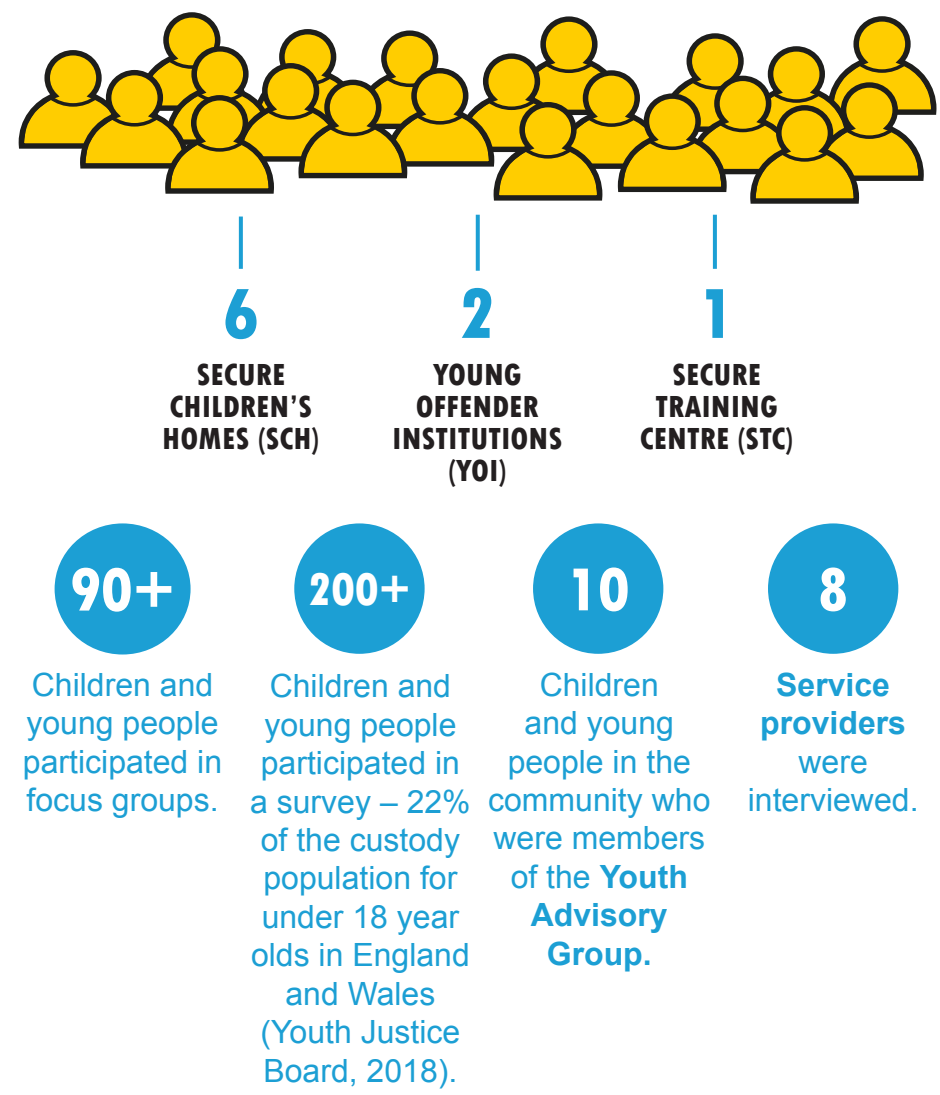 6
SECURE
CHILDREN’S
HOMES (SCH)
2
YOUNG
OFFENDER
INSTITUTIONS
(YOI)
1
SECURE
TRAINING
CENTRE (STC)
90+
Children and
young people
participated in
focus groups.
200+
Children and
young people
participated in
a survey – 22%
of the custody
population for
under 18 year
olds in England
and Wales
(Youth Justice
Board, 2018).
10
Children
and young
people in the
community who
were members
of the Youth
Advisory
Group.
8
Service
providers
were
interviewed.